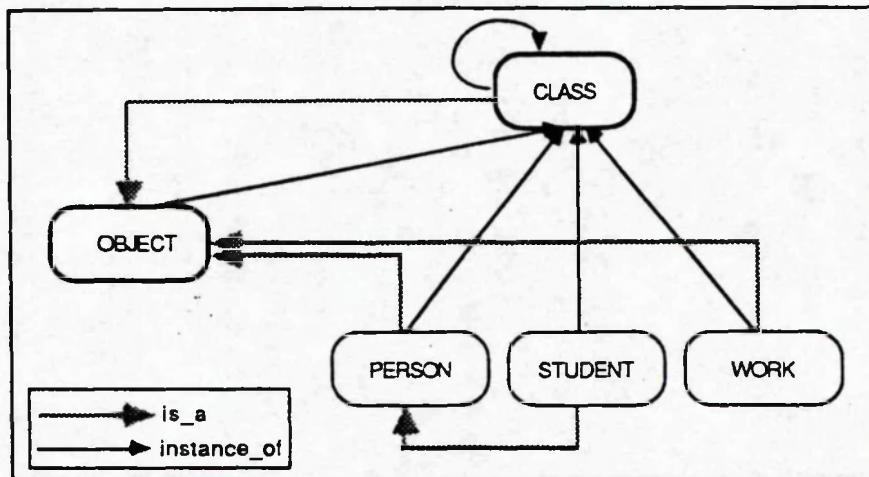 CLASS
OBJECT
PERSON
STUDENT
WORK
is_a
instance_of